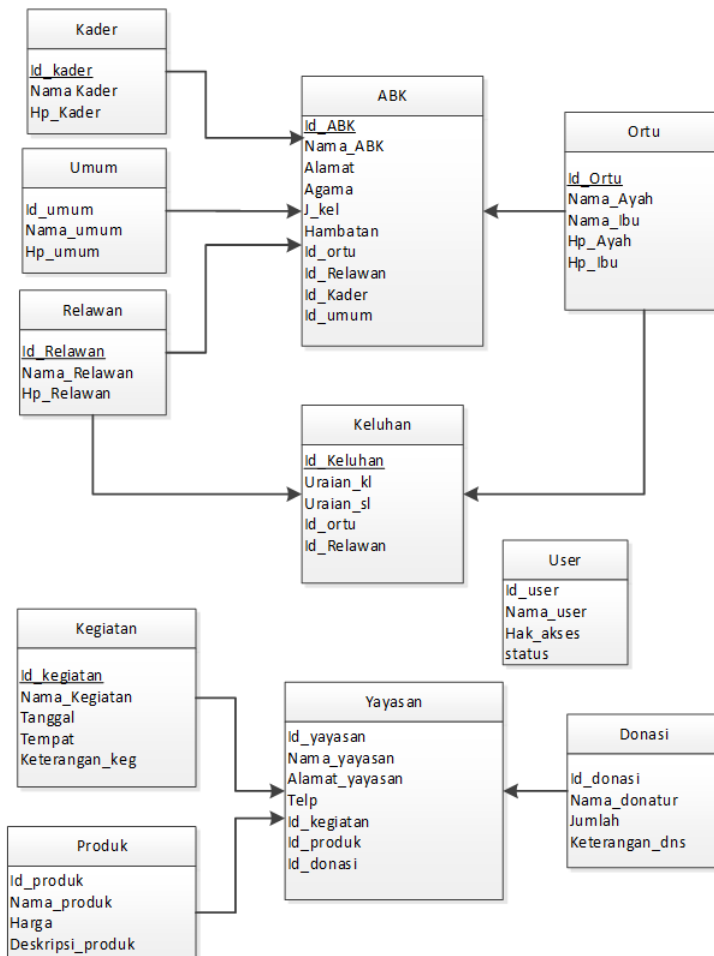 Kader
Id_kader
Nama Kader
Hp_Kader
Umum
Id_umum
Nama_umum
Hp_umum
Relawan
Id_Relawan
Nama_Relawan
Hp_Relawan
ABK
Id_ABK
Nama_ABK
Alamat
Agama
J_kel
Hambatan
Id_ortu
Id_Relawan
Id_Kader
Id_umum
Ortu
Id_Ortu
Nama_Ayah
Nama_Ibu
Hp_Ayah
Hp_Ibu
Keluhan
Id_Keluhan
Uraian_kl
Uraian_sl
Id_ortu
Id_Relawan
User
Id_user
Nama_user
Hak_akses
status
Kegiatan
Id_kegiatan
Nama_Kegiatan
Tanggal
Tempat
Keterangan_keg
Produk
Id_produk
Nama_produk
Harga
Deskripsi_produk
Yayasan
Id_yayasan
Nama_yayasan
Alamat_yayasan
Telp
Id_kegiatan
Id_produk
Id_donasi
Donasi
Id_donasi
Nama_donatur
Jumlah
Keterangan_dns